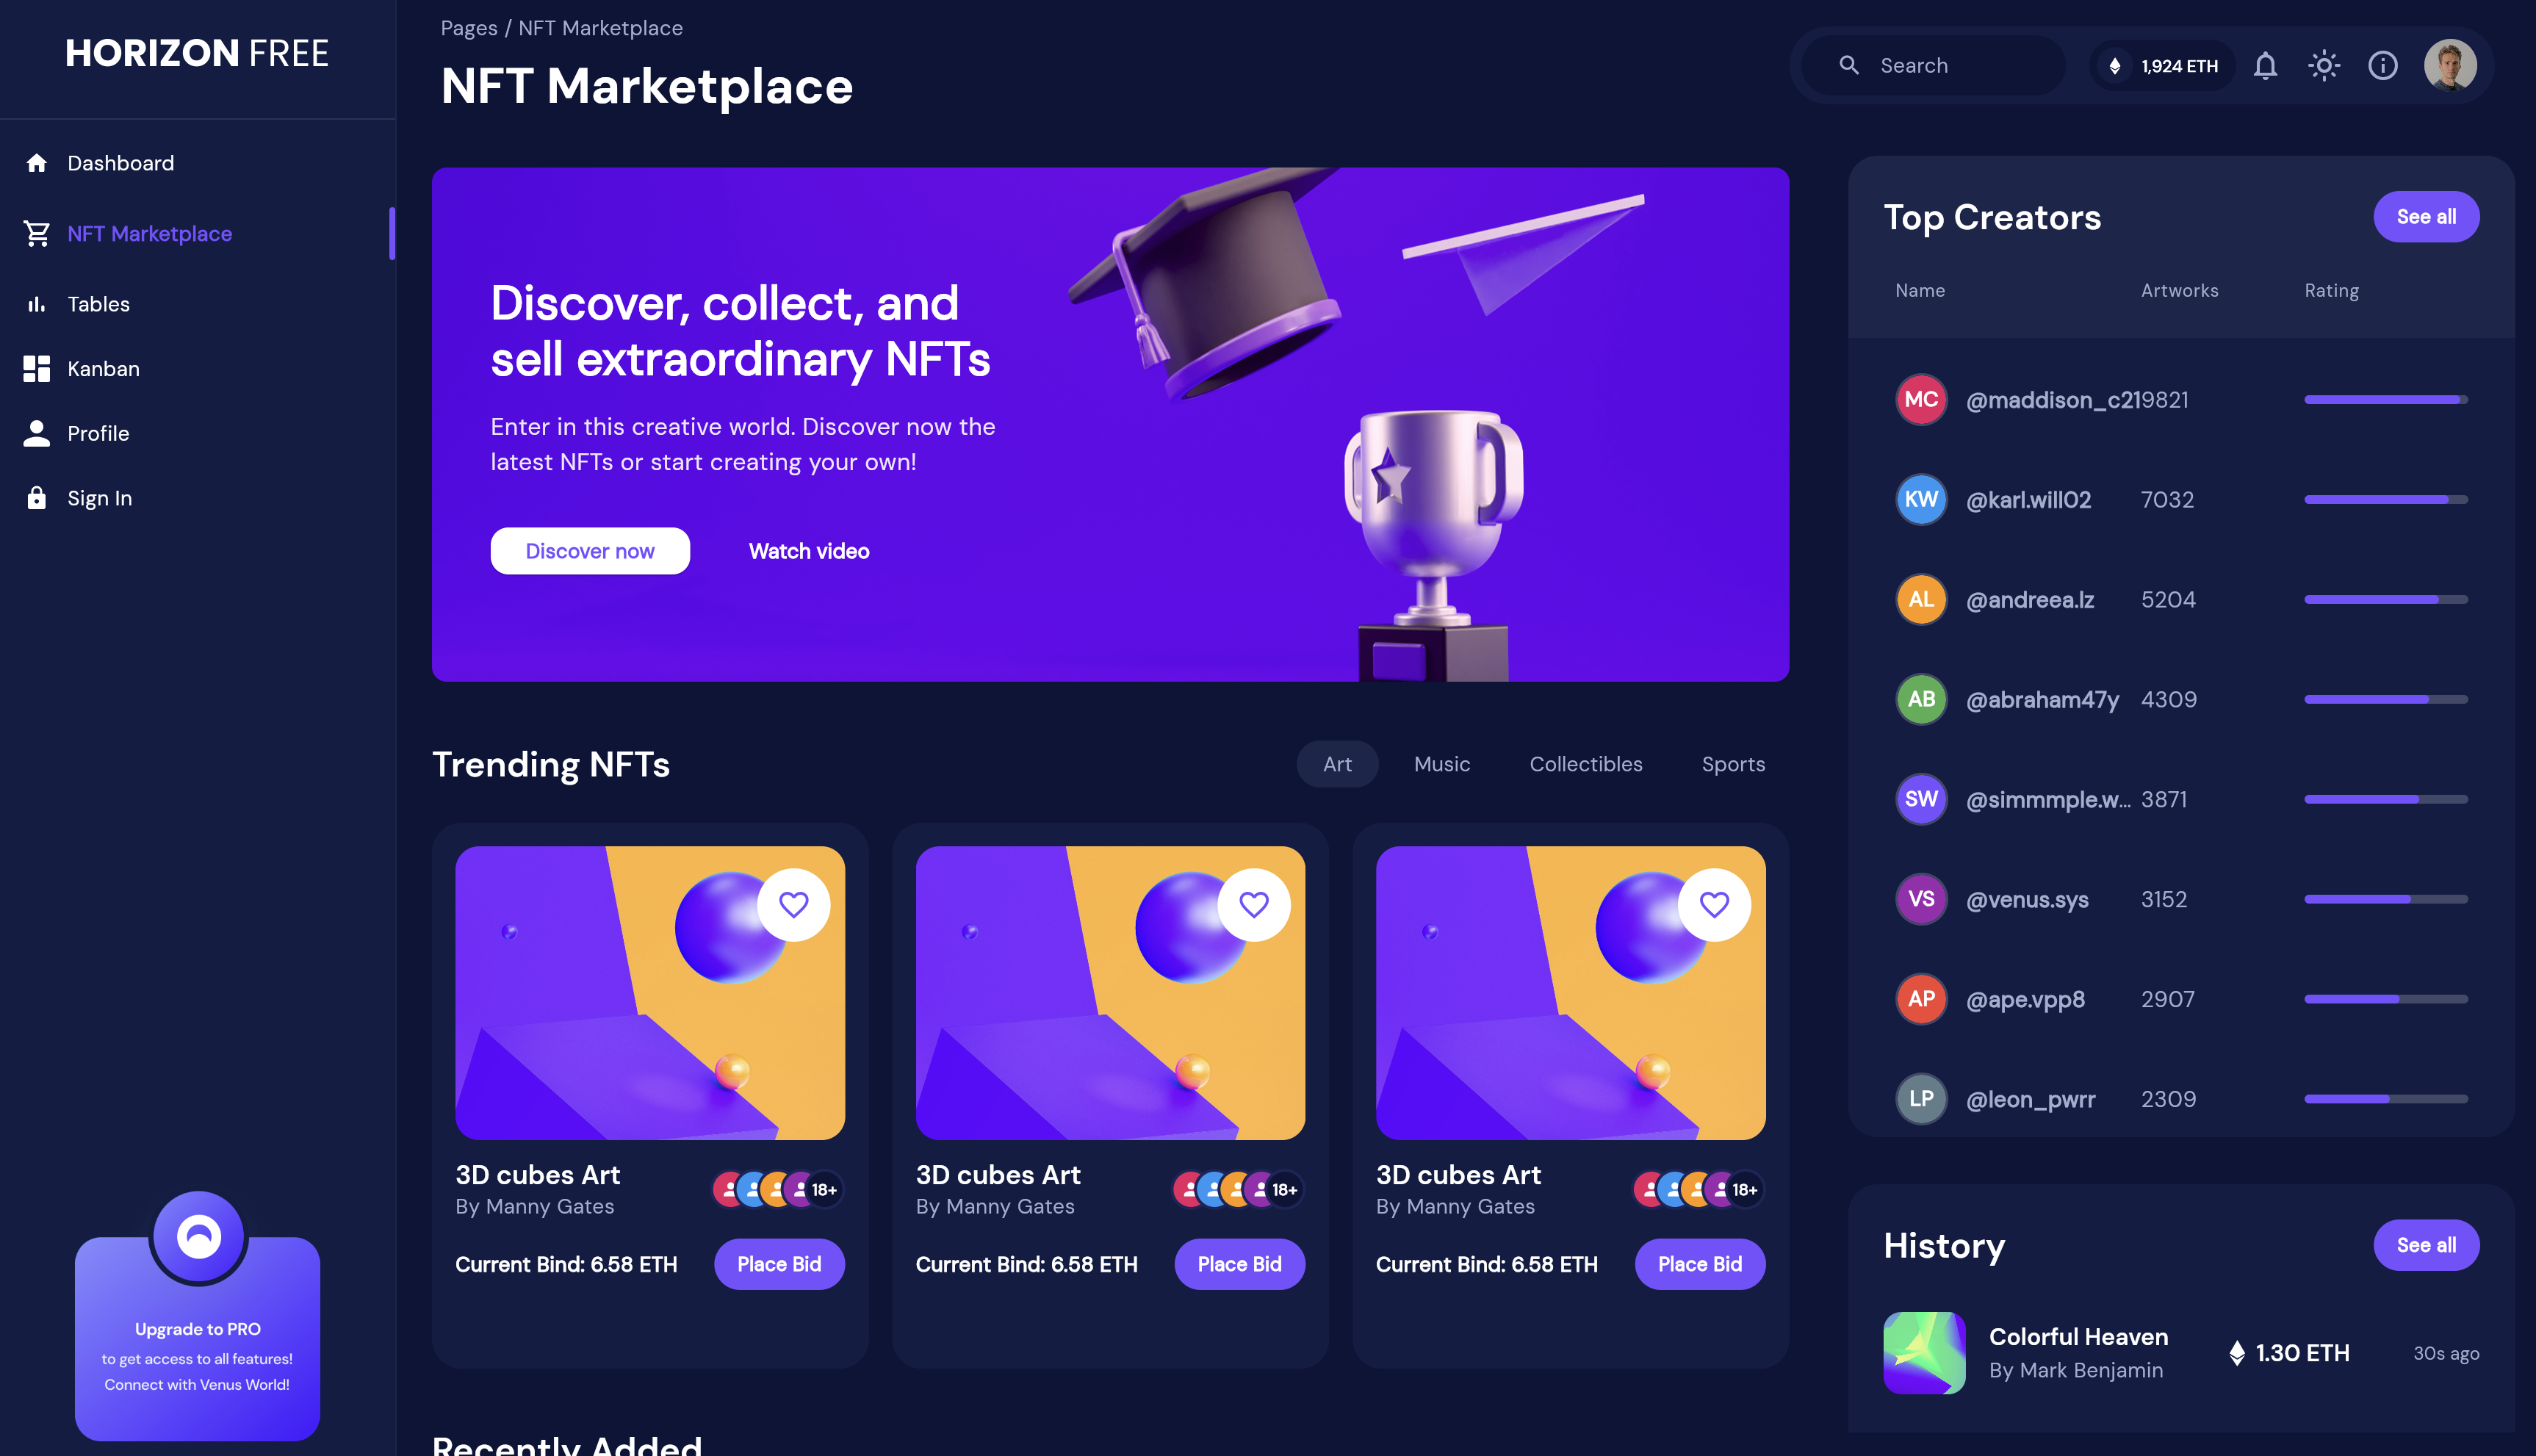 HORIZON FREE
Dashboard
NFT Marketplace
Tables
Kanban
Profile
Sign In
Upgrade to PRO
to get access to all features!
Connect with Venus World!
Pages / NFT Marketplace
NFT Marketplace
Search
1,924 ETH
Discover, collect, and
sell extraordinary NFTs
Enter in this creative world. Discover now the
latest NFTs or start creating your own!
Discover now
Watch video
Trending NFTs
Art
Music
Collectibles
Sports
3D cubes Art
By Manny Gates
18+
Current Bind: 6.58 ETH
Place Bid
3D cubes Art
By Manny Gates
18+
Current Bind: 6.58 ETH
Place Bid
3D cubes Art
By Manny Gates
18+
Current Bind: 6.58 ETH
Place Bid
Recently Added
Top Creators
See all
Name Artworks Rating
MC @maddison_c21 9821
KW @karl.will02 7032
AL @andreea.lz 5204
AB @abraham47y 4309
SW @simmmple.w... 3871
VS @venus.sys 3152
AP @ape.vpp8 2907
LP @leon_pwrr 2309
History
See all
Colorful Heaven
By Mark Benjamin
1.30 ETH
30s ago